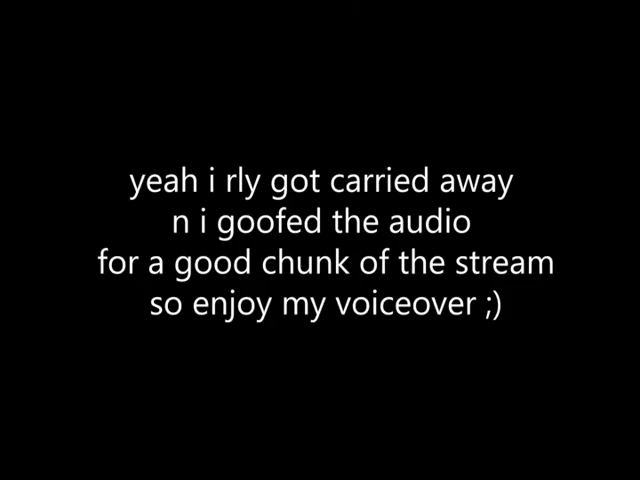 yeah i rly got carried away
n i goofed the audio
for a good chunk of the stream
so enjoy my voiceover ;)